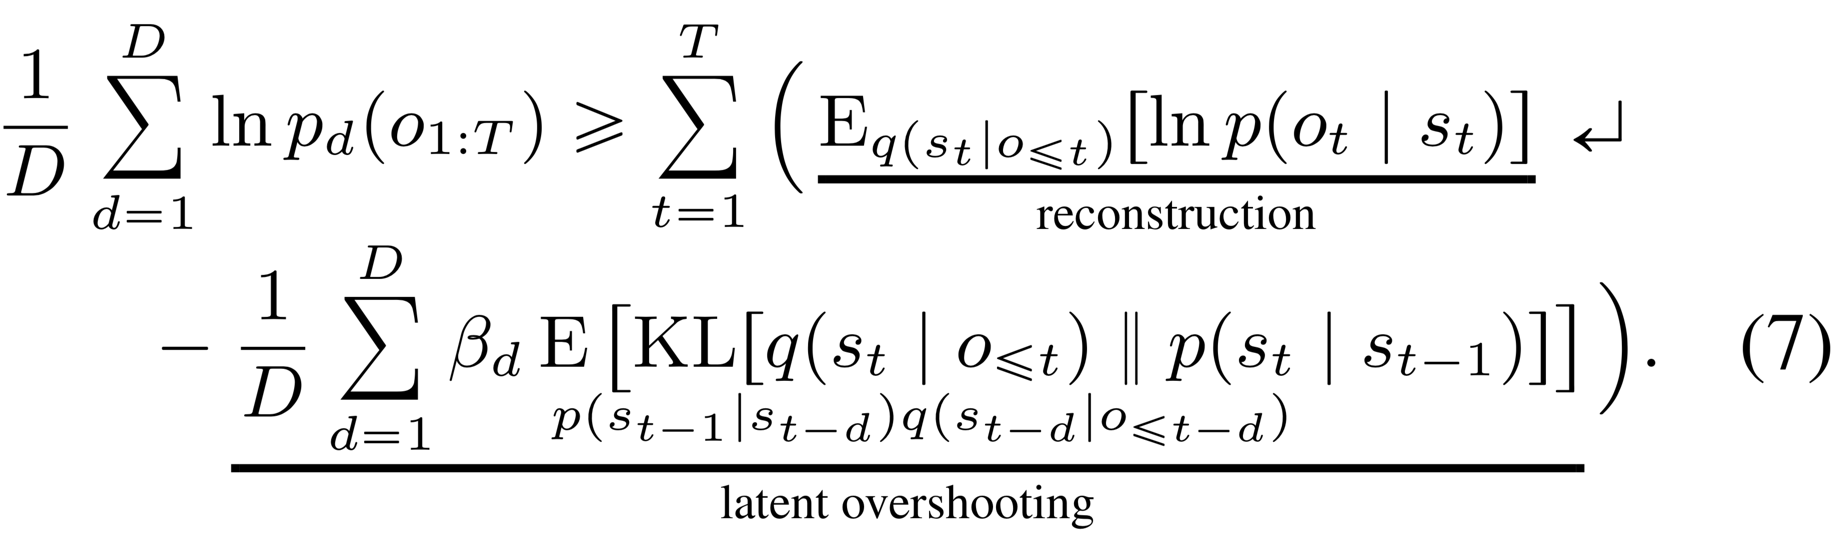 1/D ∑_{d=1}^{D} ln p_d(o_{1:T}) ⩾ ∑_{t=1}^{T} ( E_{q(s_t|o_{⩽t})}[ln p(o_t | s_t)] ↵
reconstruction
− 1/D ∑_{d=1}^{D} β_d E [KL[q(s_t | o_{⩽t}) ∥ p(s_t | s_{t−1})]] ). (7)
p(s_{t−1}|s_{t−d})q(s_{t−d}|o_{⩽t−d})
latent overshooting